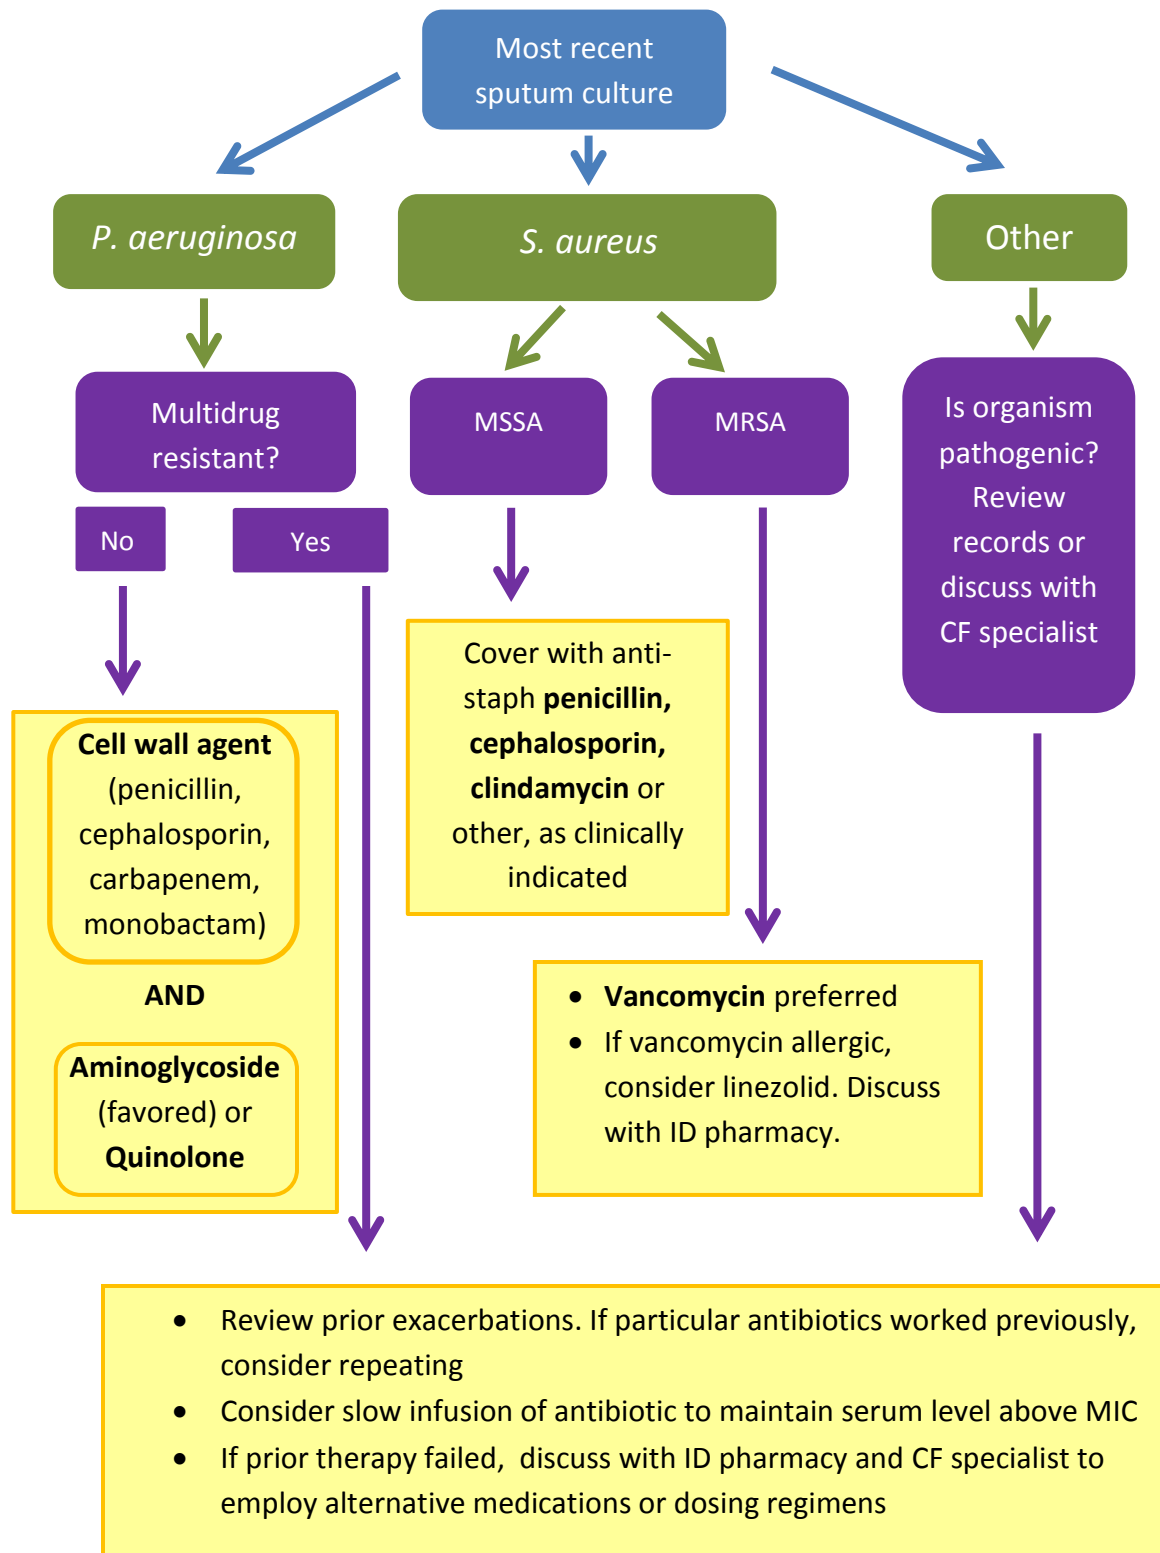 Most recent
sputum culture
P. aeruginosa
S. aureus
Other
Multidrug
resistant?
No
Yes
MSSA
MRSA
Is organism
pathogenic?
Review
records or
discuss with
CF specialist
Cell wall agent
(penicillin,
cephalosporin,
carbapenem,
monobactam)
AND
Aminoglycoside
(favored) or
Quinolone
Cover with anti-
staph penicillin,
cephalosporin,
clindamycin or
other, as clinically
indicated
• Vancomycin preferred
• If vancomycin allergic,
consider linezolid. Discuss
with ID pharmacy.
• Review prior exacerbations. If particular antibiotics worked previously,
consider repeating
• Consider slow infusion of antibiotic to maintain serum level above MIC
• If prior therapy failed,  discuss with ID pharmacy and CF specialist to
employ alternative medications or dosing regimens